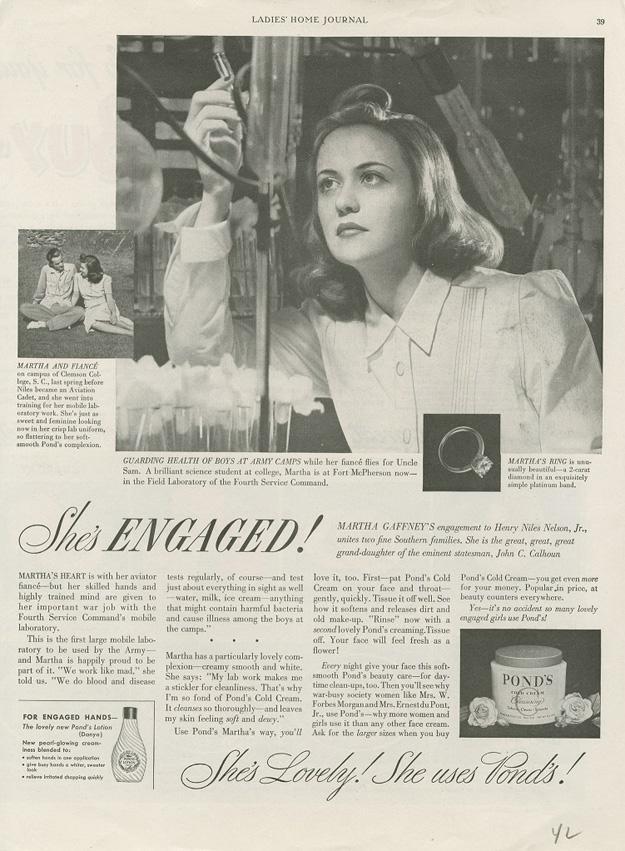 LADIES' HOME JOURNAL
39
MARTHA AND FIANCÉ
on campus of Clemson Col-
lege, S. C., last spring before
Niles became an Aviation
Cadet, and she went into
training for her mobile lab-
oratory work. She's just as
sweet and feminine looking
now in her crisp lab uniform,
so flattering to her soft-
smooth Pond's complexion.
GUARDING HEALTH OF BOYS AT ARMY CAMPS while her fiancé flies for Uncle
Sam. A brilliant science student at college, Martha is at Fort McPherson now—
in the Field Laboratory of the Fourth Service Command.
MARTHA'S RING is unu-
sually beautiful—a 2-carat
diamond in an exquisitely
simple platinum band.
She's ENGAGED!
MARTHA GAFFNEY'S engagement to Henry Niles Nelson, Jr.,
unites two fine Southern families. She is the great, great, great
grand-daughter of the eminent statesman, John C. Calhoun
MARTHA'S HEART is with her aviator
fiancé—but her skilled hands and
highly trained mind are given to
her important war job with the
Fourth Service Command's mobile
laboratory.
This is the first large mobile labo-
ratory to be used by the Army—
and Martha is happily proud to be
part of it. "We work like mad," she
told us. "We do blood and disease
tests regularly, of course—and test
just about everything in sight as well
—water, milk, ice cream—anything
that might contain harmful bacteria
and cause illness among the boys at
the camps."
• • •
Martha has a particularly lovely com-
plexion—creamy smooth and white.
She says: "My lab work makes me
a stickler for cleanliness. That's why
I'm so fond of Pond's Cold Cream.
It cleanses so thoroughly—and leaves
my skin feeling soft and dewy."
Use Pond's Martha's way, you'll
love it, too. First—pat Pond's Cold
Cream on your face and throat—
gently, quickly. Tissue it off well. See
how it softens and releases dirt and
old make-up. "Rinse" now with a
second lovely Pond's creaming. Tissue
off. Your face will feel fresh as a
flower!
Every night give your face this soft-
smooth Pond's beauty care—for day-
time clean-ups, too. Then you'll see why
war-busy society women like Mrs. W.
Forbes Morgan and Mrs. Ernest du Pont,
Jr., use Pond's—why more women and
girls use it than any other face cream.
Ask for the larger sizes when you buy
Pond's Cold Cream—you get even more
for your money. Popular in price, at
beauty counters everywhere.
Yes—it's no accident so many lovely
engaged girls use Pond's!
POND'S
COLD CREAM
FOR ENGAGED HANDS—
The lovely new Pond's Lotion
(Danya)
New pearl-glowing cream-
iness blended to:
• soften hands in one application
• give busy hands a whiter, sweeter
look
• relieve irritated chapping quickly
She's Lovely! She uses Pond's!